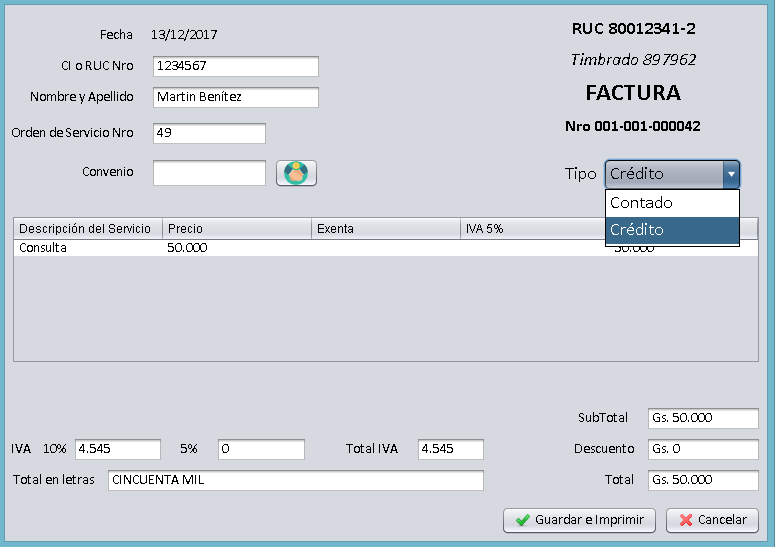 Fecha 13/12/2017
RUC 80012341-2
CI o RUC Nro 1234567
Timbrado 897962
Nombre y Apellido Martin Benítez
FACTURA
Orden de Servicio Nro 49
Nro 001-001-000042
Convenio
Tipo Crédito
Contado
Crédito
Descripción del Servicio Precio Exenta IVA 5%
Consulta 50.000 50.000
SubTotal Gs. 50.000
IVA 10% 4.545 5% 0 Total IVA 4.545 Descuento Gs. 0
Total en letras CINCUENTA MIL Total Gs. 50.000
Guardar e Imprimir Cancelar